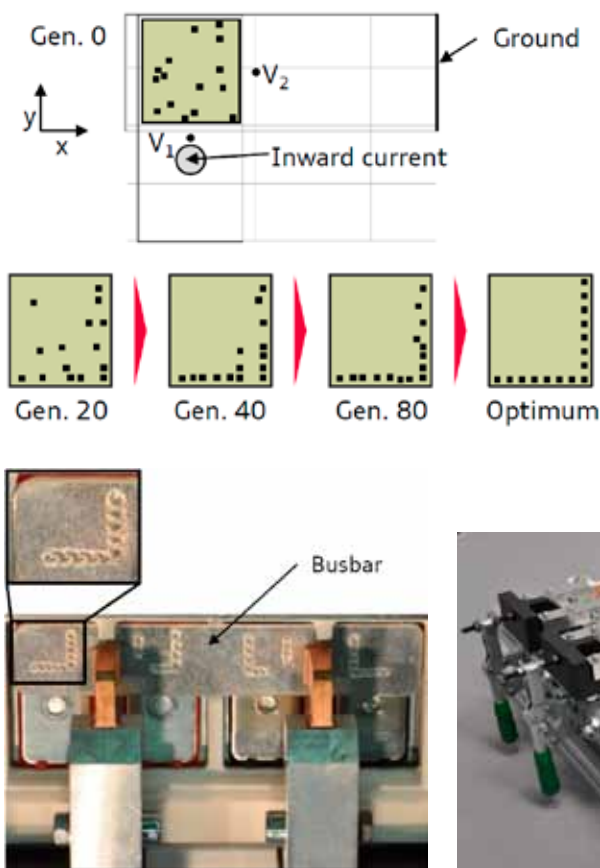 Gen. 0
Ground
V₂
y
x
V₁
Inward current
Gen. 20
Gen. 40
Gen. 80
Optimum
Busbar